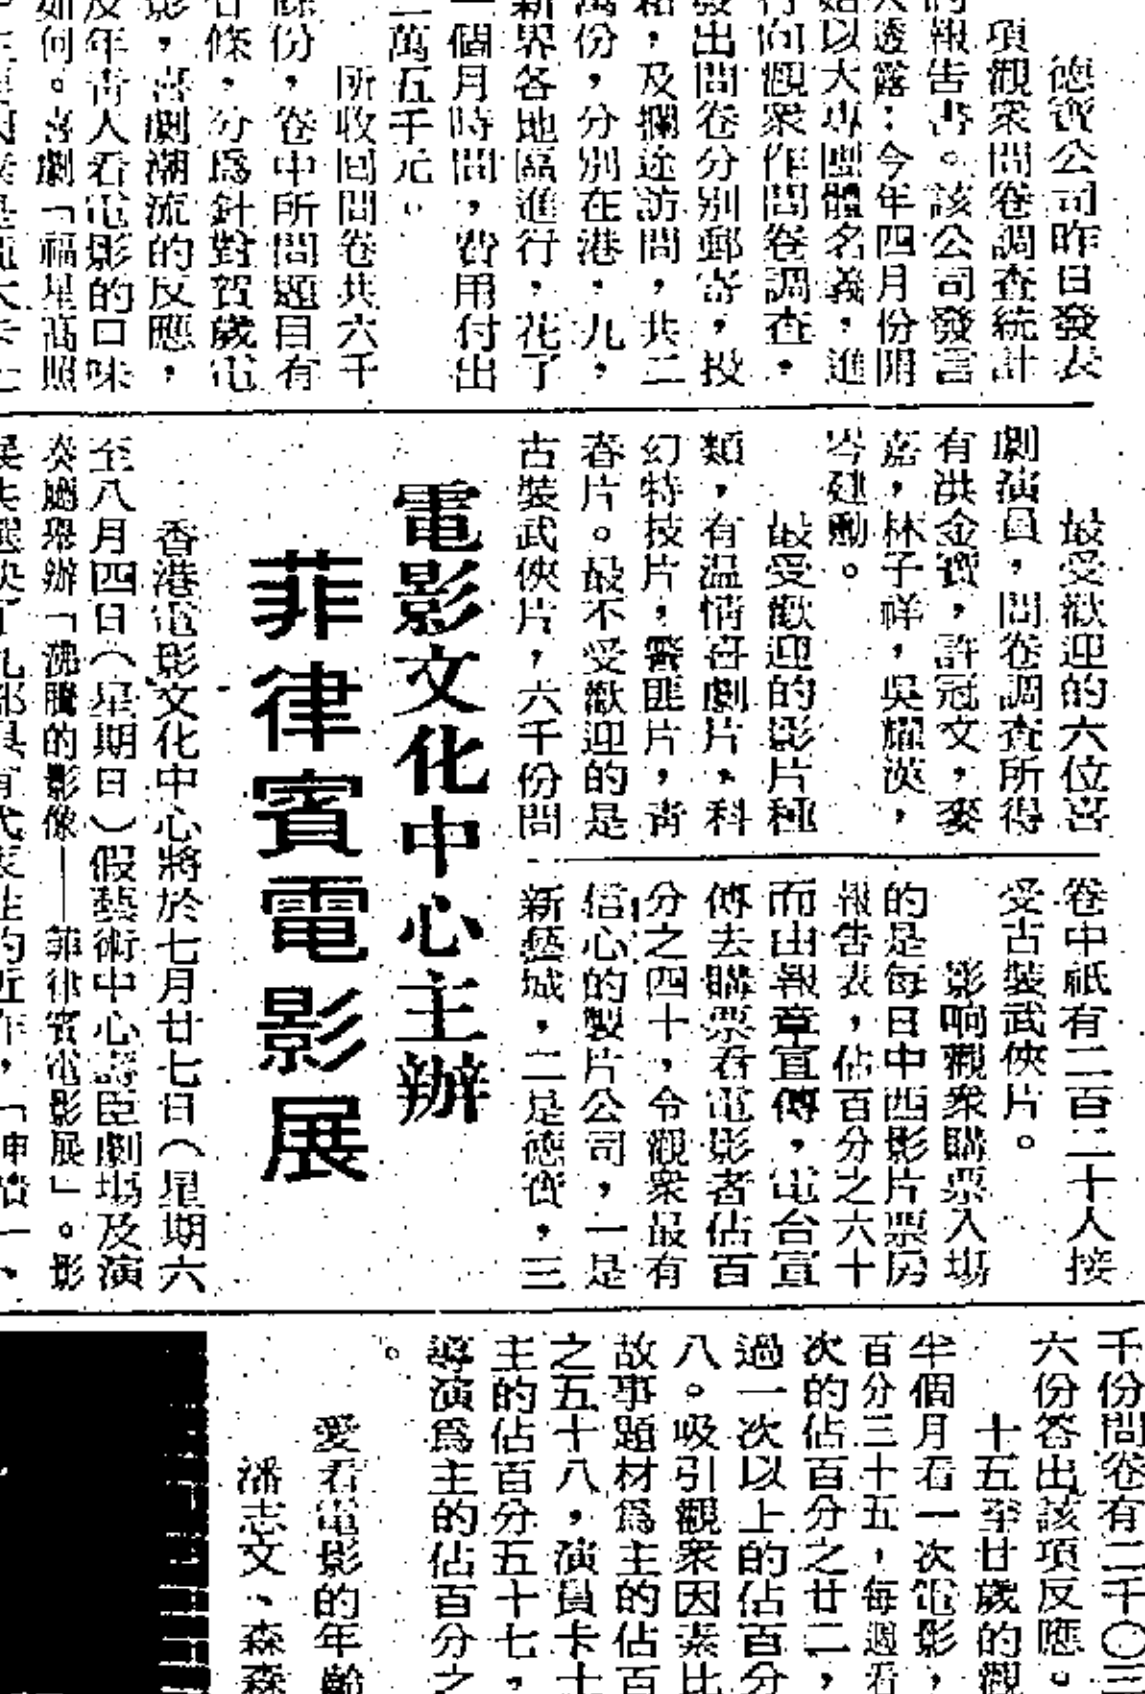 德寶公司昨日發表
項觀衆問卷調查統計
的報告書。該公司發言
人透露：今年四月份開
始以大專團體名義，進
行向觀衆作問卷調查，
發出問卷分別郵寄，投
，及攔途訪問，共二
萬份，分別在港，九，
新界各地區進行，花了
一個月時間，費用付出
二萬五千元。
所收回問卷共六千
份，卷中所問題目有
條，分爲針對賀歲電
影，喜劇潮流的反應，
及年青人看電影的口味
如何。喜劇「福星高照
最受歡迎的六位喜
劇演員，問卷調查所得
有洪金寶，許冠文，麥
嘉，林子祥，吳耀漢，
岑建勳。
最受歡迎的影片種
類，有温情喜劇片，科
幻特技片，警匪片，青
春片。最不受歡迎的是
古裝武俠片，六千份問
卷中祇有二百二十人接
受古裝武俠片。
影响觀衆購票入場
的是每日中西影片票房
報告表，佔百分之六十
而由報章宣傳，電台宣
傅去購票看電影者佔百
分之四十，令觀衆最有
信心的製片公司，一是
新藝城，二是德寶，三
電影文化中心主辦
菲律賓電影展
香港電影文化中心將於七月廿七日（星期六
至八月四日（星期日）假藝術中心壽臣劇場及演
奏廳舉辦「沸騰的影像——菲律賓電影展」。影
千份問卷有二千〇三
六份答出該項反應。
十五至廿歲的觀
半個月看一次電影，
百分三十五，每週看
次的佔百分之廿二，
過一次以上的佔百分
八。吸引觀衆因素比
故事題材爲主的佔百
之五十八，演員卡士
主的佔百分五十七，
導演爲主的佔百分之
。
愛看電影的年齡
潘志文、森森